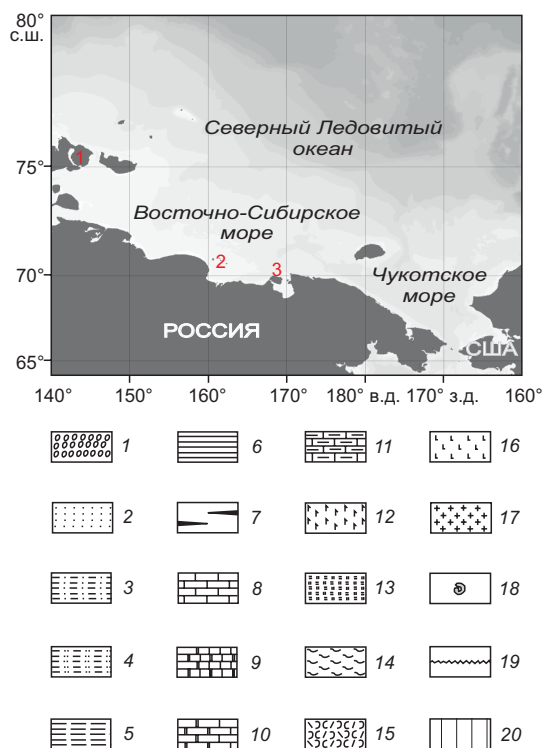 80°
с.ш.
Северный Ледовитый
океан
75°
1
Восточно-Сибирское
море
2
3
70°
Чукотское
море
РОССИЯ
США
65°
140° 150° 160° 170° 180° в.д. 170° з.д. 160°
1 6 11 16
2 7 12 17
3 8 13 18
4 9 14 19
5 10 15 20